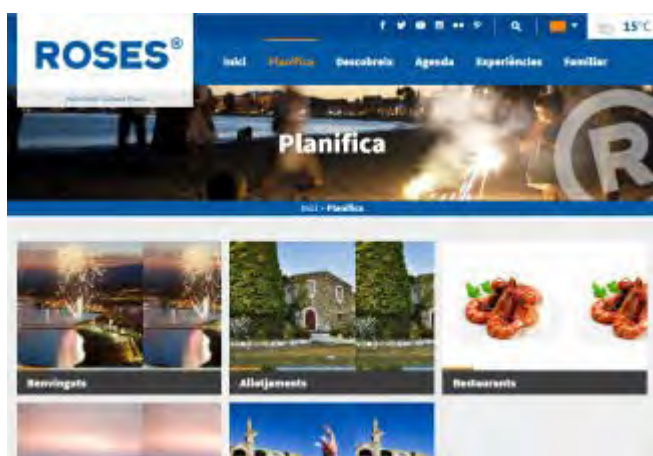 15°C
ROSES®
Inici Planifica Descobreix Agenda Experiències Familiar
Planifica
®
Inici > Planifica
Benvinguts Allotjaments Restaurants